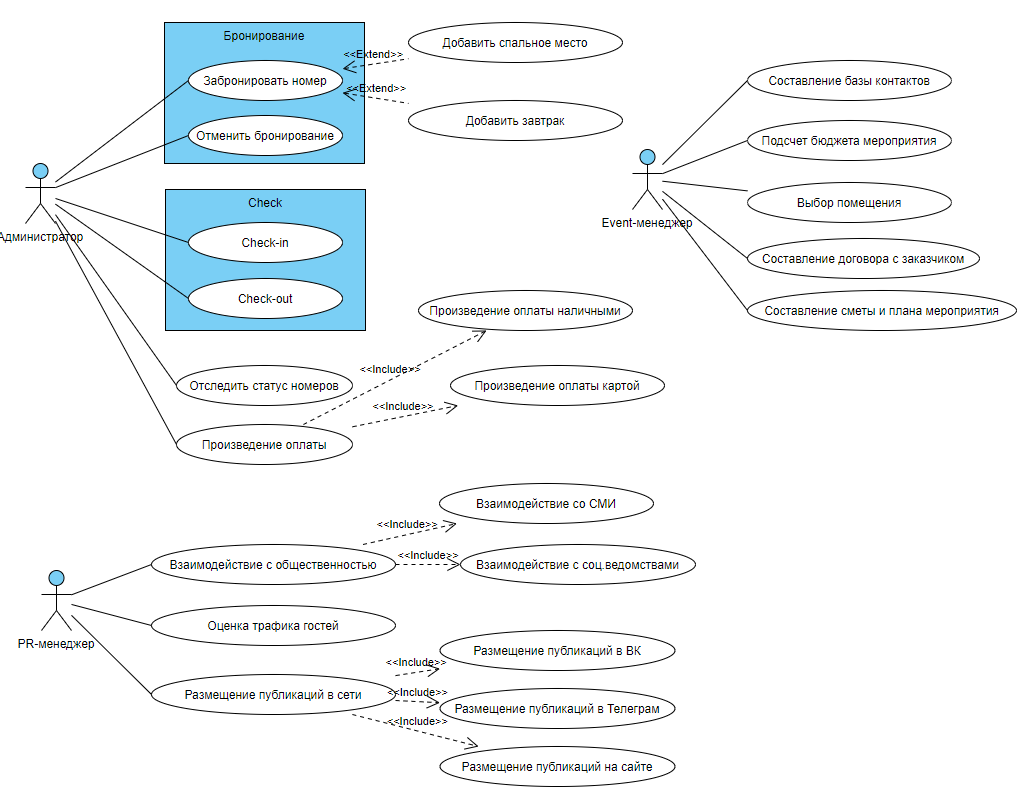 Бронирование
Забронировать номер
Отменить бронирование
<<Extend>>
<<Extend>>
Добавить спальное место
Добавить завтрак
Администратор
Check
Check-in
Check-out
Отследить статус номеров
Произведение оплаты
<<Include>>
<<Include>>
Произведение оплаты наличными
Произведение оплаты картой
Event-менеджер
Составление базы контактов
Подсчет бюджета мероприятия
Выбор помещения
Составление договора с заказчиком
Составление сметы и плана мероприятия
PR-менеджер
Взаимодействие с общественностью
<<Include>>
<<Include>>
Взаимодействие со СМИ
Взаимодействие с соц.ведомствами
Оценка трафика гостей
Размещение публикаций в сети
<<Include>>
<<Include>>
<<Include>>
Размещение публикаций в ВК
Размещение публикаций в Телеграм
Размещение публикаций на сайте